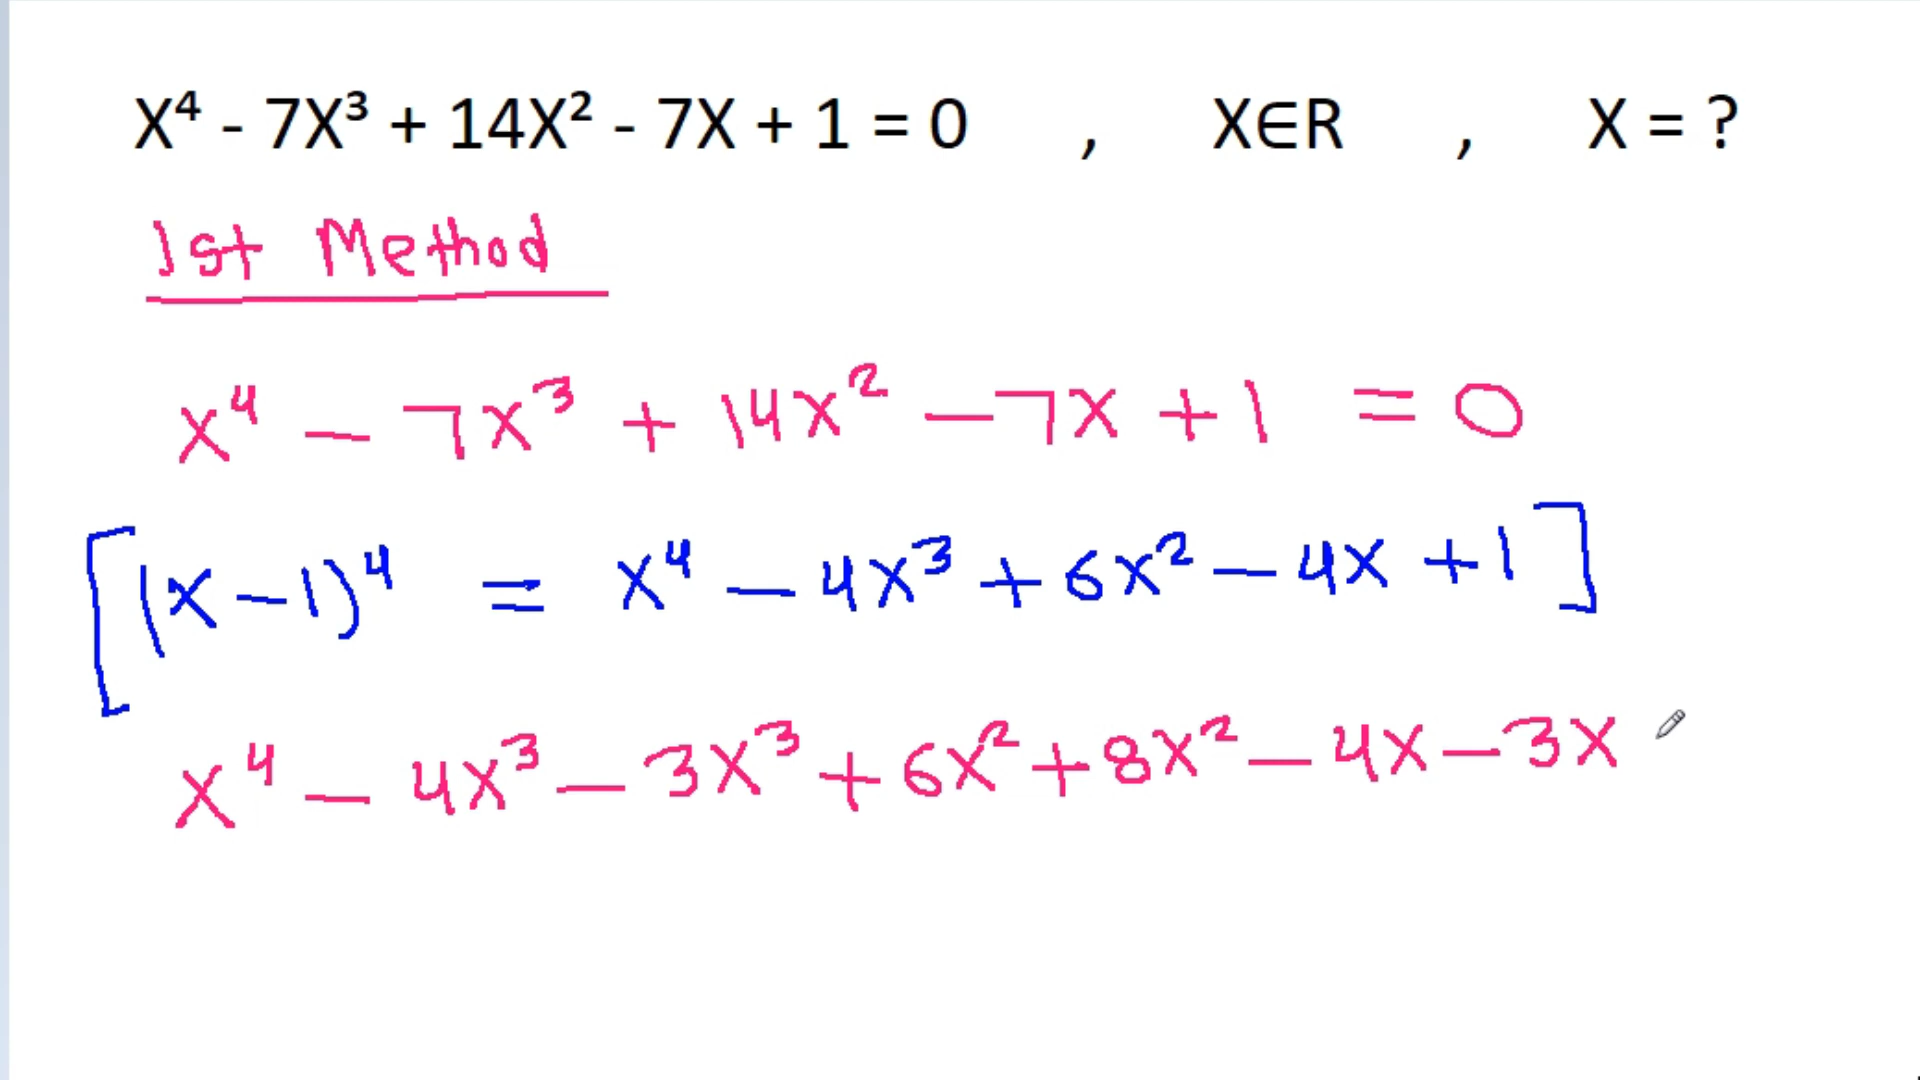 X⁴ - 7X³ + 14X² - 7X + 1 = 0 , X∈R , X = ?
1st Method
x⁴ - 7x³ + 14x² - 7x + 1 = 0
[(x - 1)⁴ = x⁴ - 4x³ + 6x² - 4x + 1]
x⁴ - 4x³ - 3x³ + 6x² + 8x² - 4x - 3x